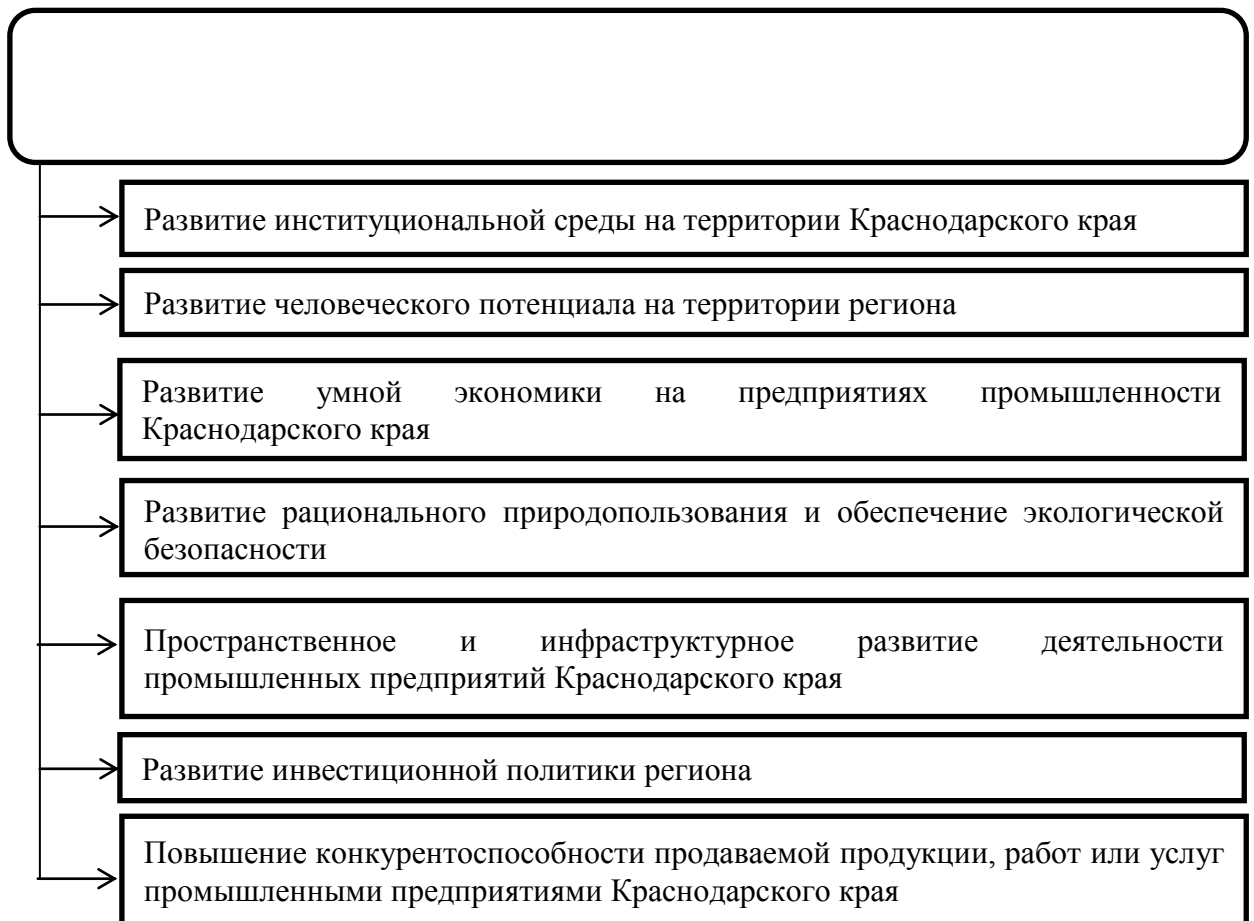 Развитие институциональной среды на территории Краснодарского края
Развитие человеческого потенциала на территории региона
Развитие умной экономики на предприятиях промышленности
Краснодарского края
Развитие рационального природопользования и обеспечение экологической
безопасности
Пространственное и инфраструктурное развитие деятельности
промышленных предприятий Краснодарского края
Развитие инвестиционной политики региона
Повышение конкурентоспособности продаваемой продукции, работ или услуг
промышленными предприятиями Краснодарского края